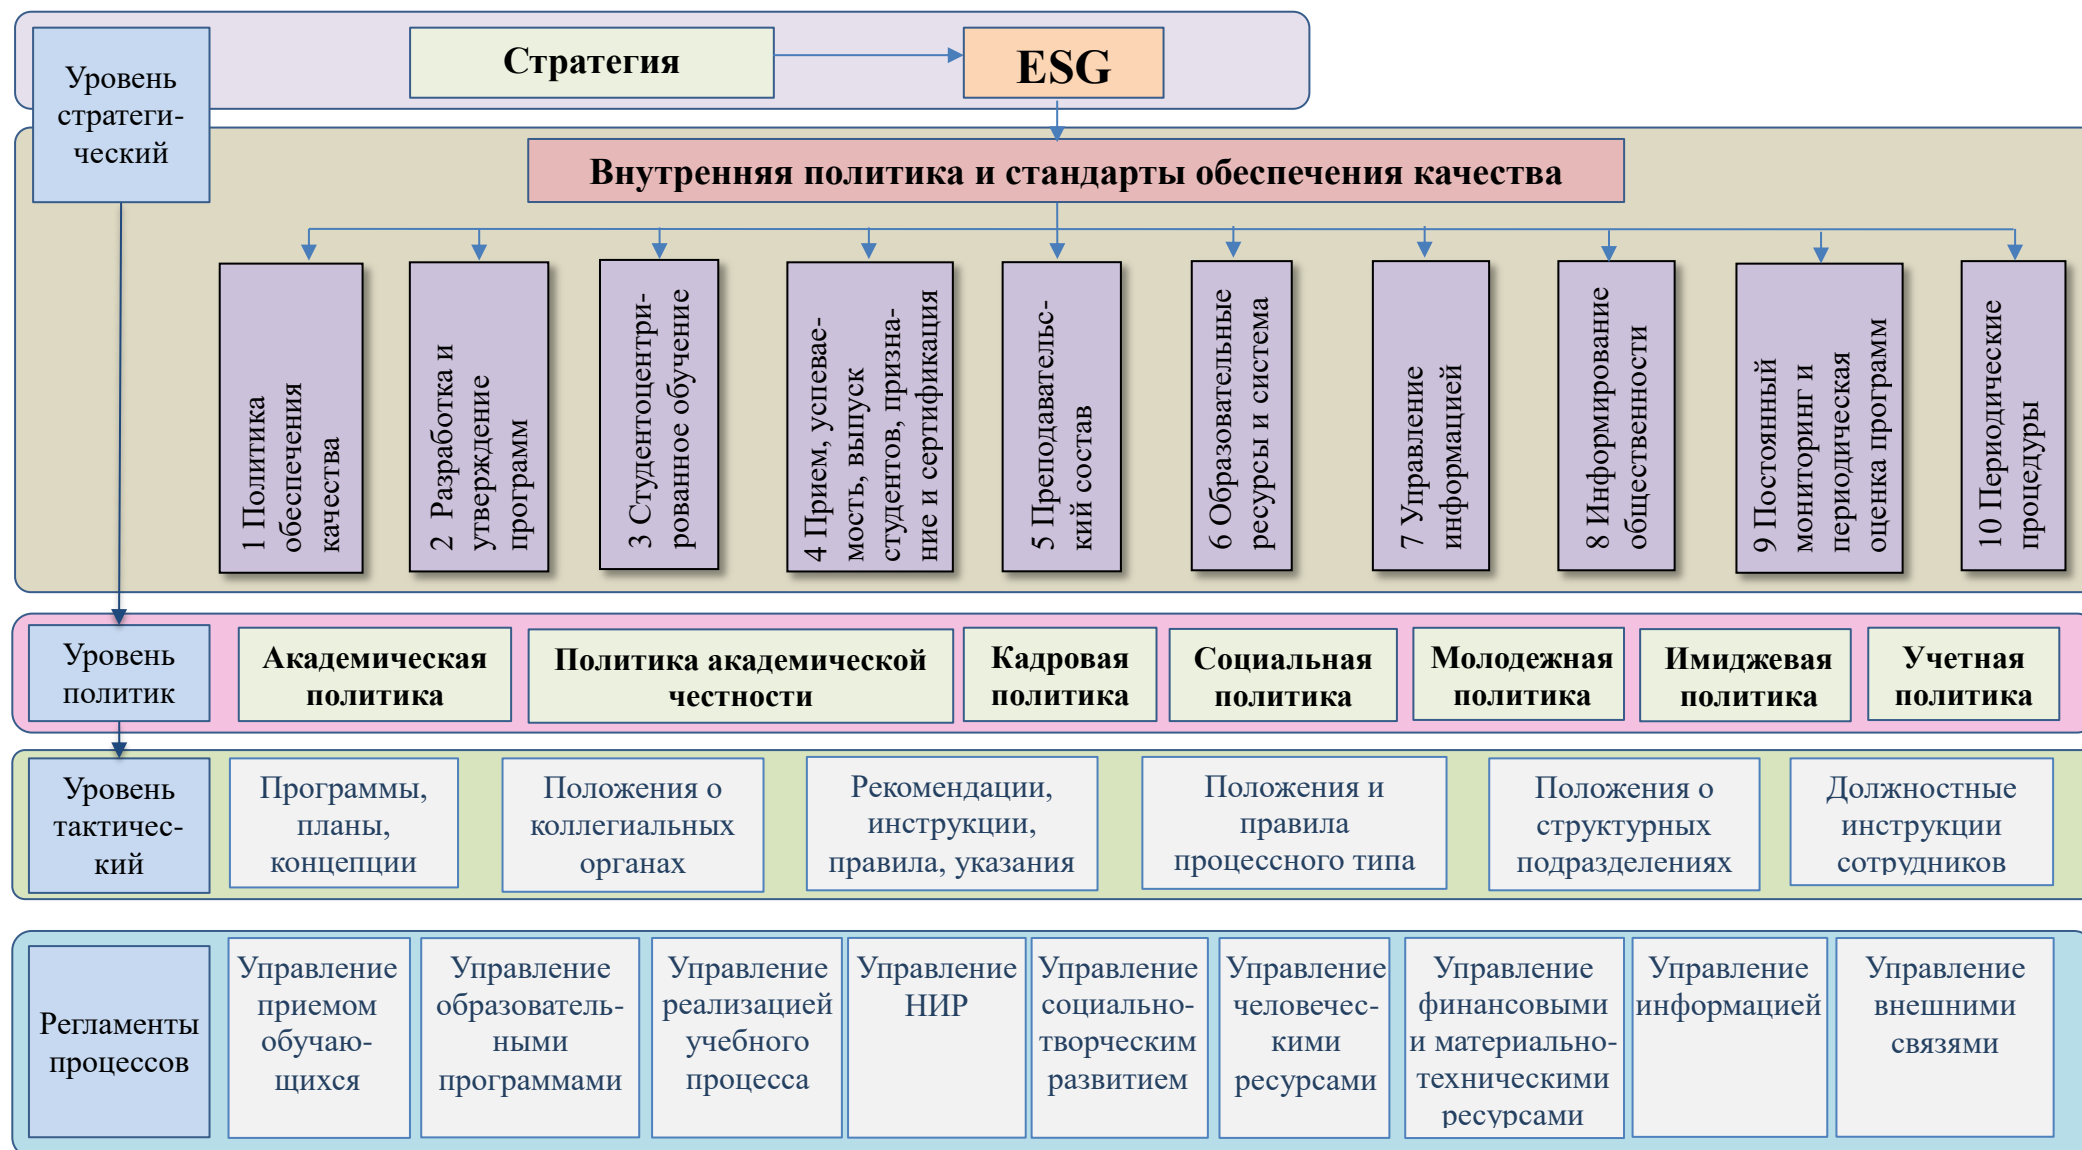 Уровень
стратеги-
ческий
Стратегия
ESG
Внутренняя политика и стандарты обеспечения качества
1 Политика
обеспечения
качества
2 Разработка и
утверждение
программ
3 Студентоцентри-
рованное обучение
4 Прием, успевае-
мость, выпуск
студентов, призна-
ние и сертификация
5 Преподавательс-
кий состав
6 Образовательные
ресурсы и система
7 Управление
информацией
8 Информирование
общественности
9 Постоянный
мониторинг и
периодическая
оценка программ
10 Периодические
процедуры
Уровень
политик
Академическая
политика
Политика академической
честности
Кадровая
политика
Социальная
политика
Молодежная
политика
Имиджевая
политика
Учетная
политика
Уровень
тактичес-
кий
Программы,
планы,
концепции
Положения о
коллегиальных
органах
Рекомендации,
инструкции,
правила, указания
Положения и
правила
процессного типа
Положения о
структурных
подразделениях
Должностные
инструкции
сотрудников
Регламенты
процессов
Управление
приемом
обучаю-
щихся
Управление
образователь-
ными
программами
Управление
реализацией
учебного
процесса
Управление
НИР
Управление
социально-
творческим
развитием
Управление
человечес-
кими
ресурсами
Управление
финансовыми
и материально-
техническими
ресурсами
Управление
информацией
Управление
внешними
связями